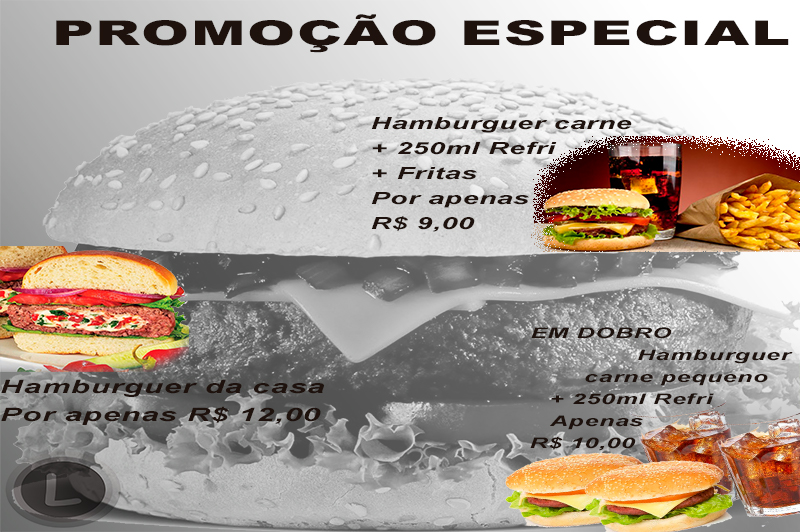 PROMOÇÃO ESPECIAL
Hamburguer carne
+ 250ml Refri
+ Fritas
Por apenas
R$ 9,00
Hamburguer da casa
Por apenas R$ 12,00
EM DOBRO
Hamburguer
carne pequeno
+ 250ml Refri
Apenas
R$ 10,00
L